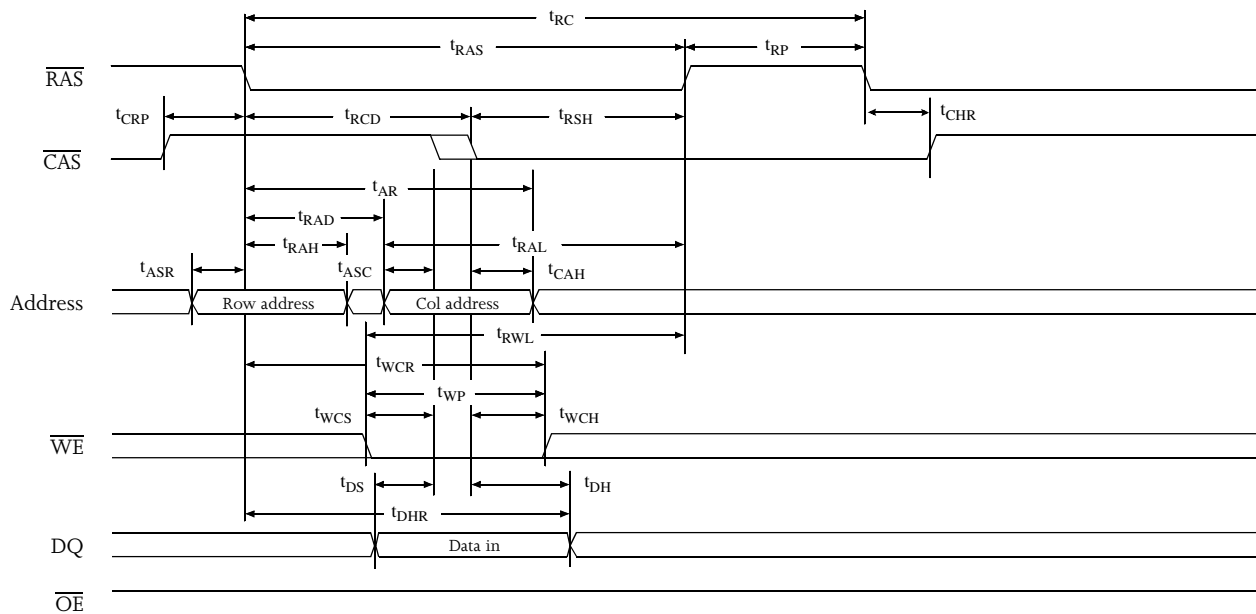 tRC
tRAS tRP
RAS
tCRP tRCD tRSH tCHR
CAS
tAR
tRAD
tRAH tRAL
tASR tASC tCAH
Address Row address Col address
tRWL
tWCR
tWP
tWCS tWCH
WE
tDS tDH
tDHR
DQ Data in
OE